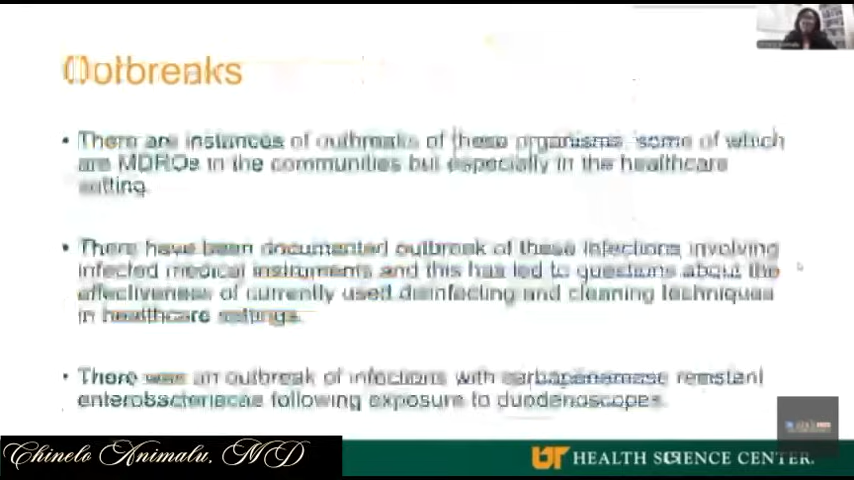 Outbreaks
• There are instances of outbreaks of these organisms, some of which
are MDROs in the communities but especially in the healthcare
setting.
• There have been documented outbreak of these infections involving
infected medical instruments and this has led to questions about the
effectiveness of currently used disinfecting and cleaning techniques
in healthcare settings.
• There was an outbreak of infections with carbapenemase resistant
enterobacteriaceae following exposure to duodenoscopes.
Chinelo Animalu, MD
UT HEALTH SCIENCE CENTER.
15